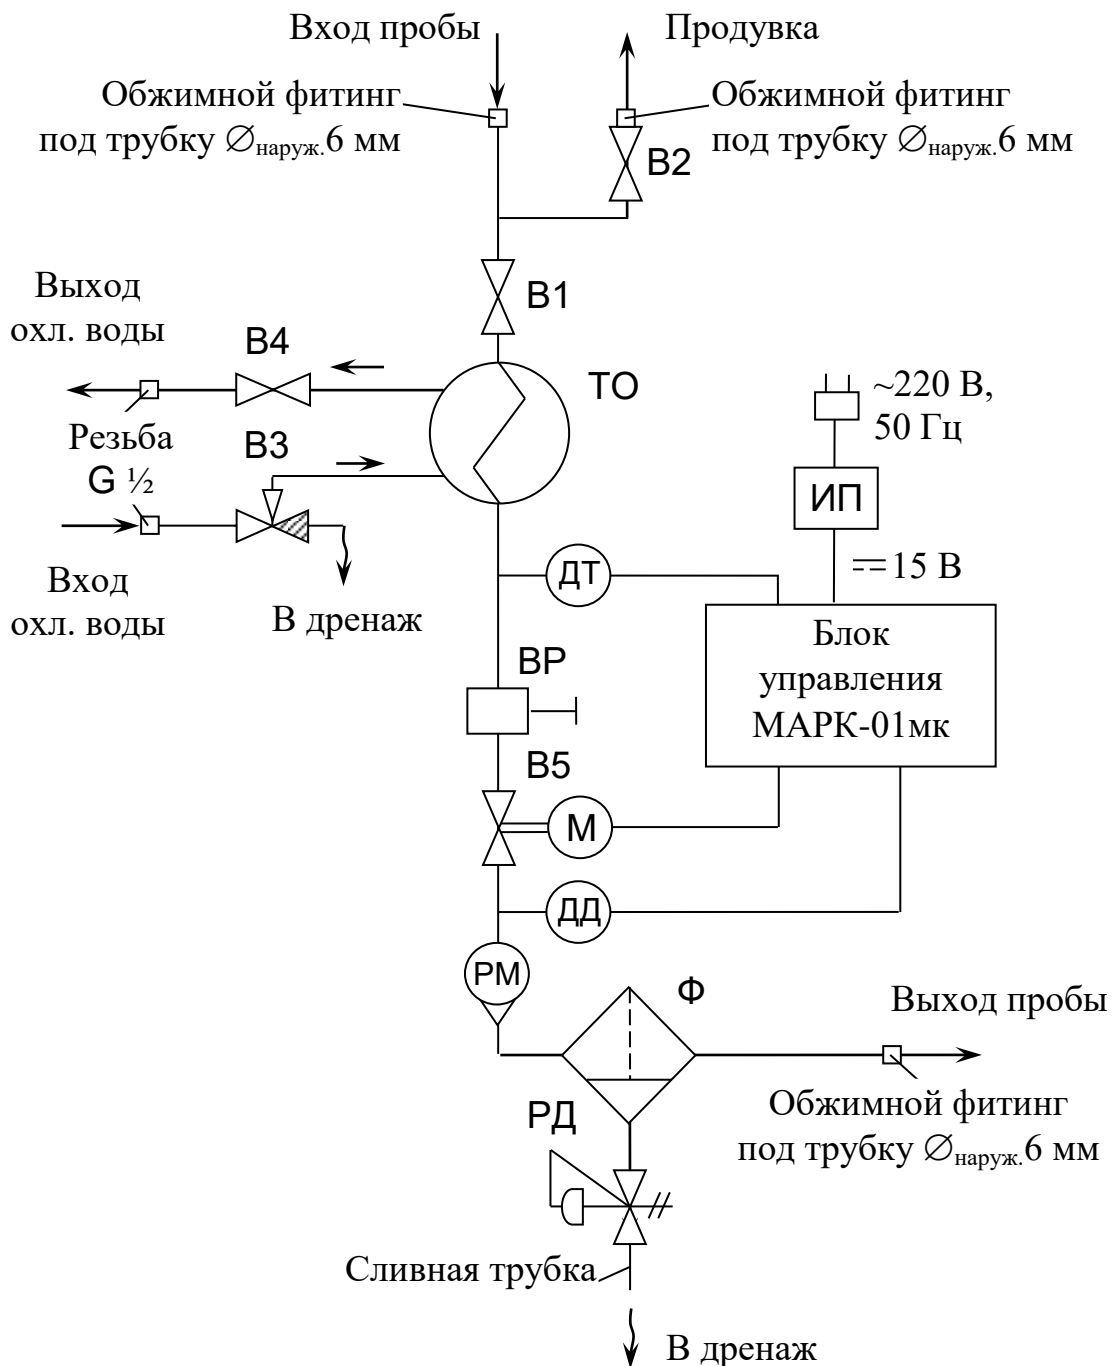 Вход пробы
Продувка
Обжимной фитинг
под трубку ∅наруж.6 мм
Обжимной фитинг
под трубку ∅наруж.6 мм
В2
Выход
охл. воды
В1
В4
ТО
~220 В,
50 Гц
Резьба
G ½
В3
ИП
15 В
Вход
охл. воды
В дренаж
ДТ
Блок
управления
МАРК-01мк
ВР
В5
М
ДД
РМ
Ф
Выход пробы
Обжимной фитинг
под трубку ∅наруж.6 мм
РД
Сливная трубка
В дренаж